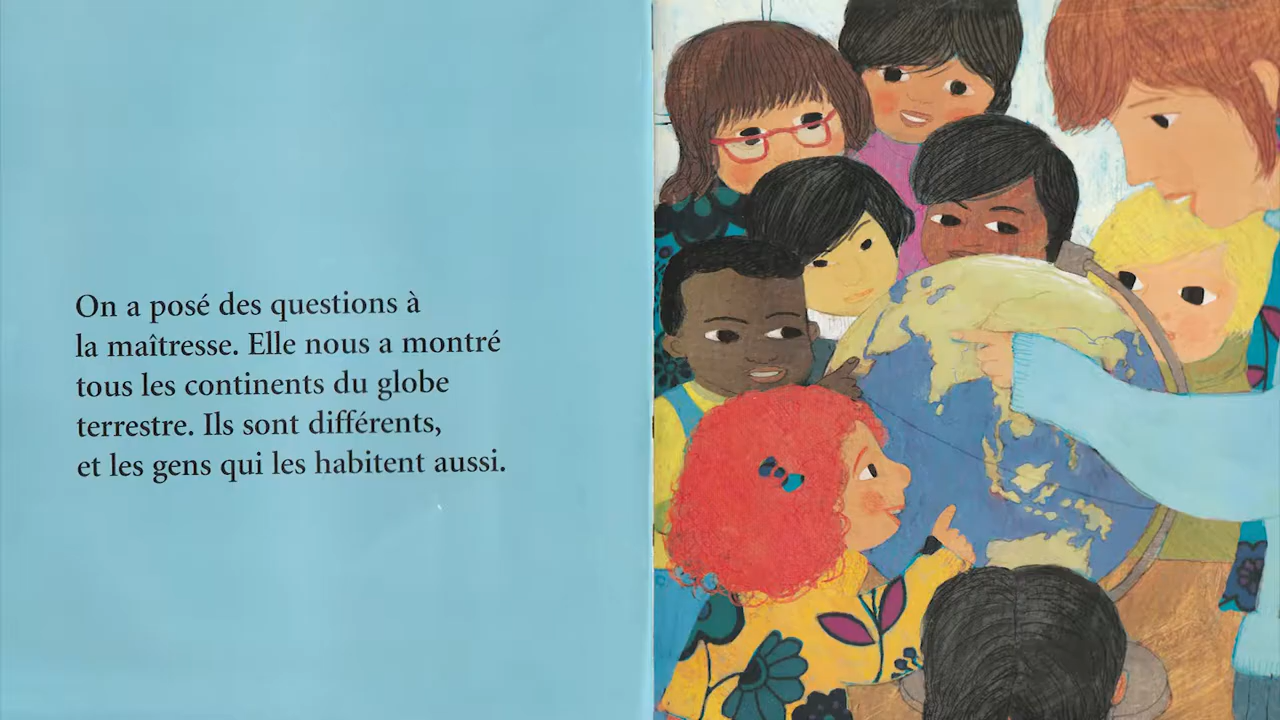 On a posé des questions à
la maîtresse. Elle nous a montré
tous les continents du globe
terrestre. Ils sont différents,
et les gens qui les habitent aussi.